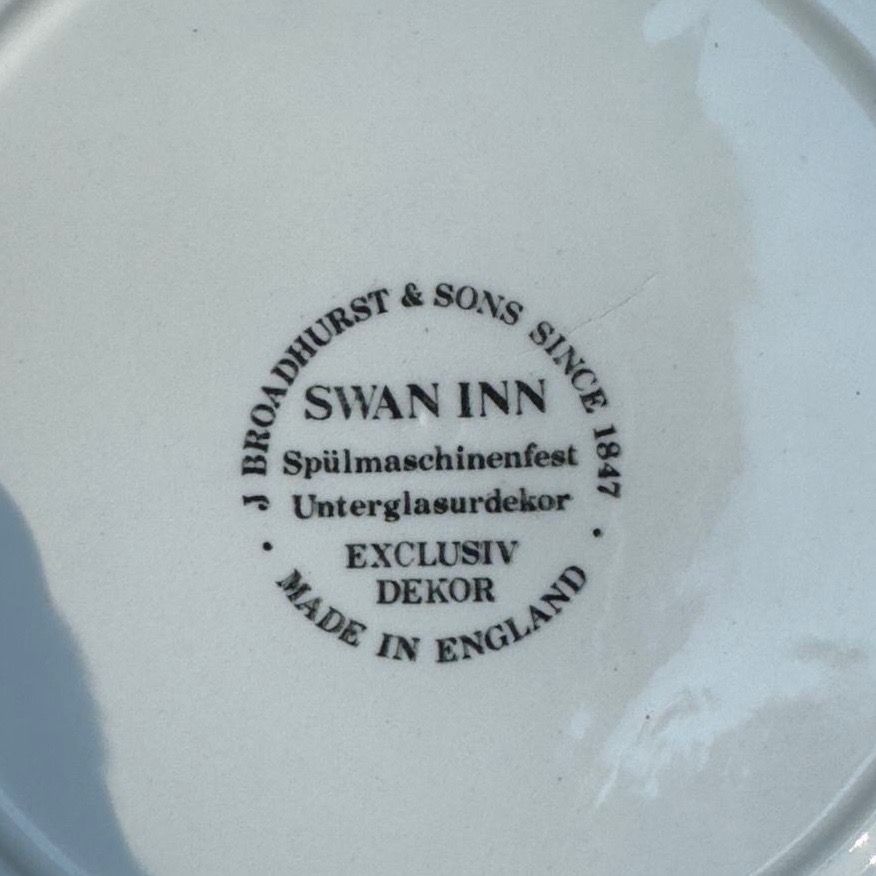 J BROADHURST & SONS SINCE 1847
SWAN INN
Spülmaschinenfest
Unterglasurdekor
EXCLUSIV
DEKOR
· MADE IN ENGLAND ·